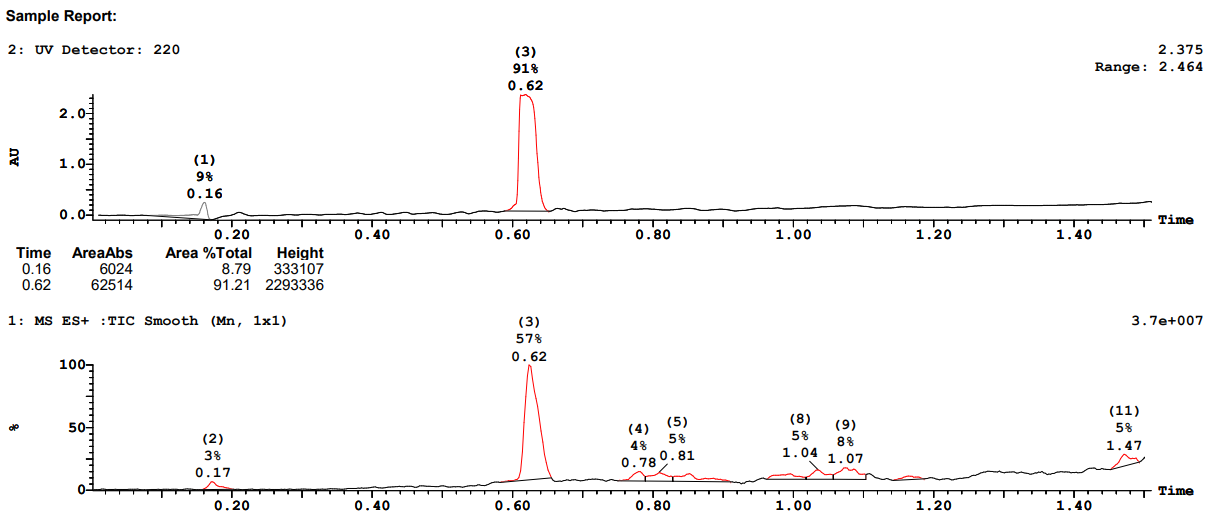 Sample Report:
2: UV Detector: 220
2.375
Range: 2.464
(3)
91%
0.62
2.0
1.0
0.0
AU
(1)
9%
0.16
Time
0.20 0.40 0.60 0.80 1.00 1.20 1.40
Time AreaAbs Area %Total Height
0.16 6024 8.79 333107
0.62 62514 91.21 2293336
1: MS ES+ :TIC Smooth (Mn, 1x1)
3.7e+007
(3)
57%
0.62
100
50
0
%
(2)
3%
0.17
(4)
4%
0.78
(5)
5%
0.81
(8)
5%
1.04
(9)
8%
1.07
(11)
5%
1.47
Time
0.20 0.40 0.60 0.80 1.00 1.20 1.40